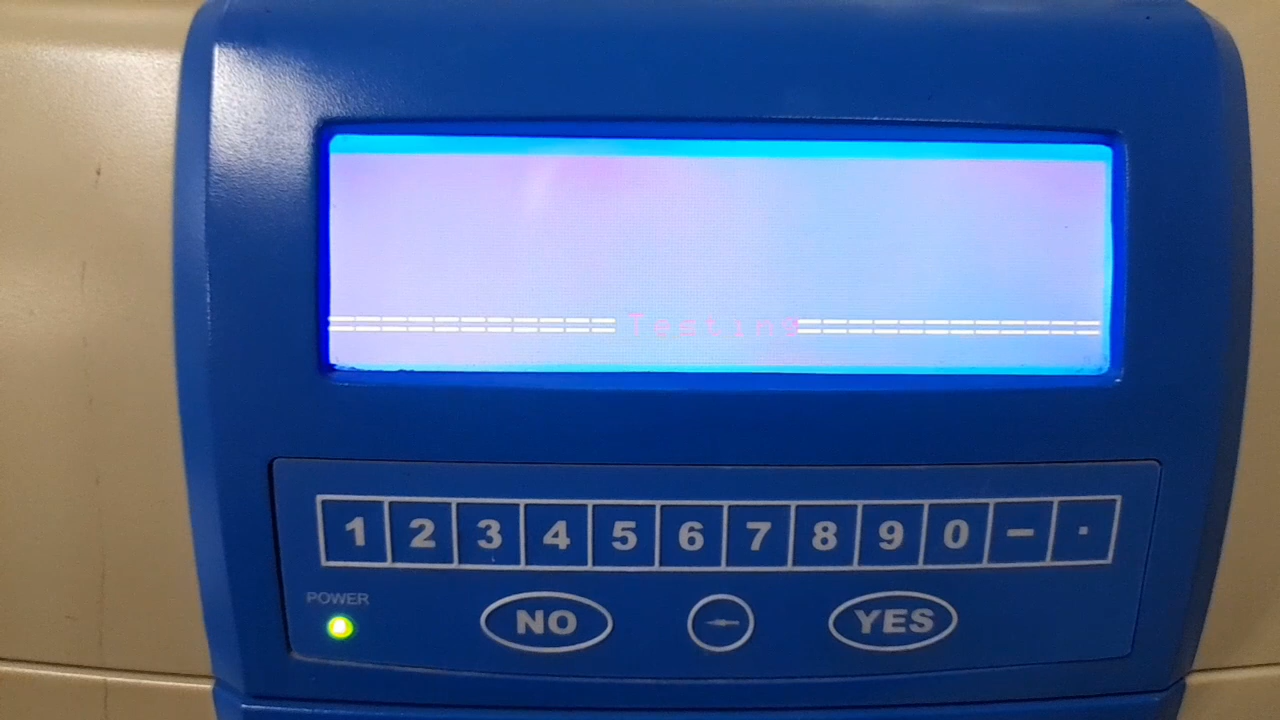 =========== Testing ============
1 2 3 4 5 6 7 8 9 0 - .
POWER
NO ← YES